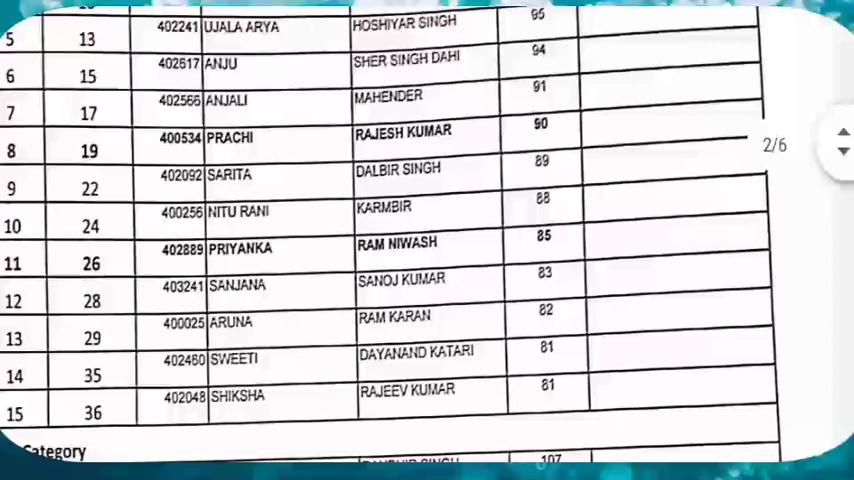 5 13 402241 UJALA ARYA HOSHIYAR SINGH 95
6 15 402617 ANJU SHER SINGH DAHI 94
7 17 402566 ANJALI MAHENDER 91
8 19 400534 PRACHI RAJESH KUMAR 90
2/6
9 22 402092 SARITA DALBIR SINGH 89
10 24 400256 NITU RANI KARMBIR 88
11 26 402889 PRIYANKA RAM NIWASH 85
12 28 403241 SANJANA SANOJ KUMAR 83
13 29 400025 ARUNA RAM KARAN 82
14 35 402460 SWEETI DAYANAND KATARI 81
15 36 402048 SHIKSHA RAJEEV KUMAR 81
Category
SINGH 107